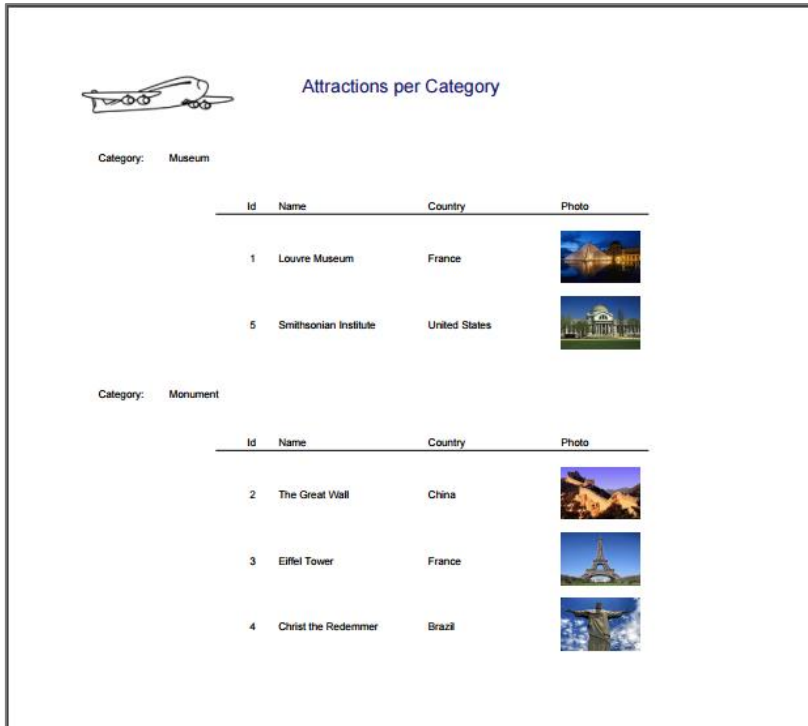 Attractions per Category
Category: Museum
Id Name Country Photo
1 Louvre Museum France
5 Smithsonian Institute United States
Category: Monument
Id Name Country Photo
2 The Great Wall China
3 Eiffel Tower France
4 Christ the Redemmer Brazil